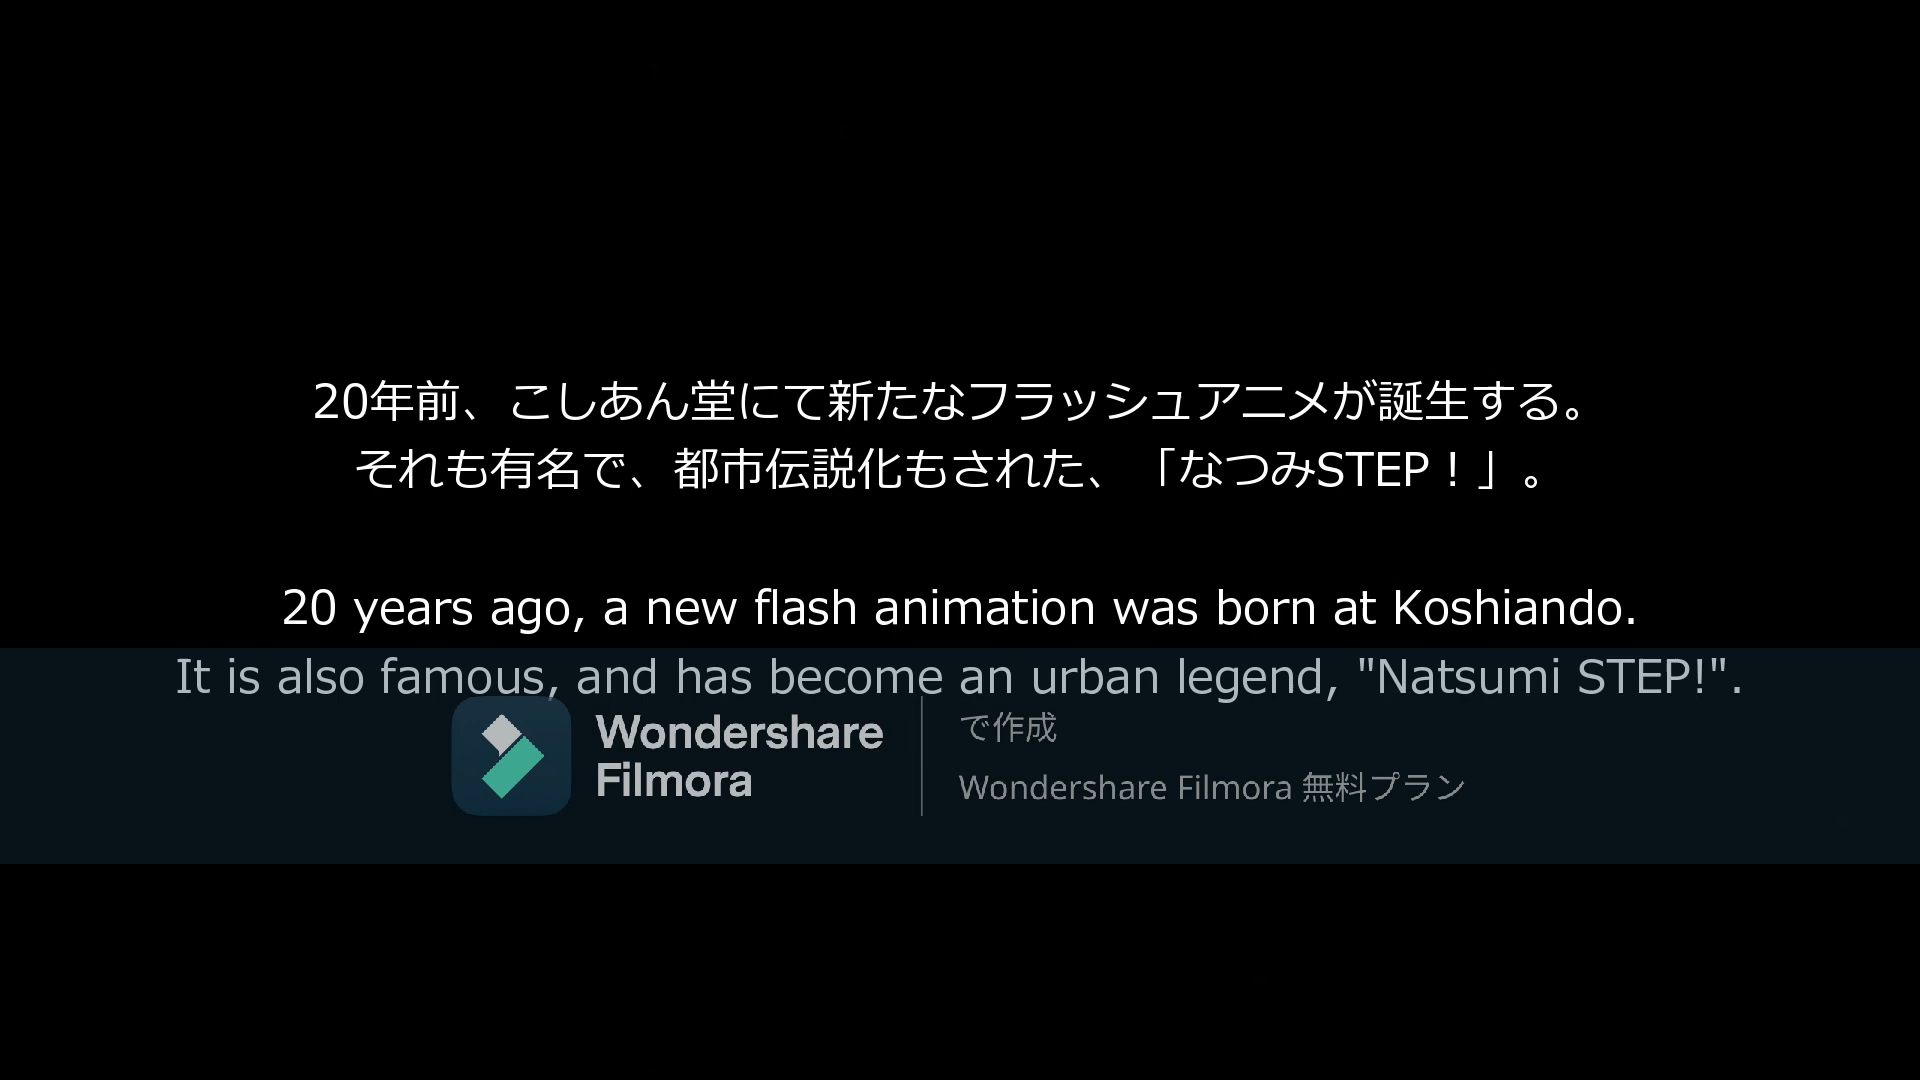 20年前、こしあん堂にて新たなフラッシュアニメが誕生する。
それも有名で、都市伝説化もされた、「なつみSTEP！」。
20 years ago, a new flash animation was born at Koshiando.
It is also famous, and has become an urban legend, "Natsumi STEP!".
Wondershare
Filmora
で作成
Wondershare Filmora 無料プラン